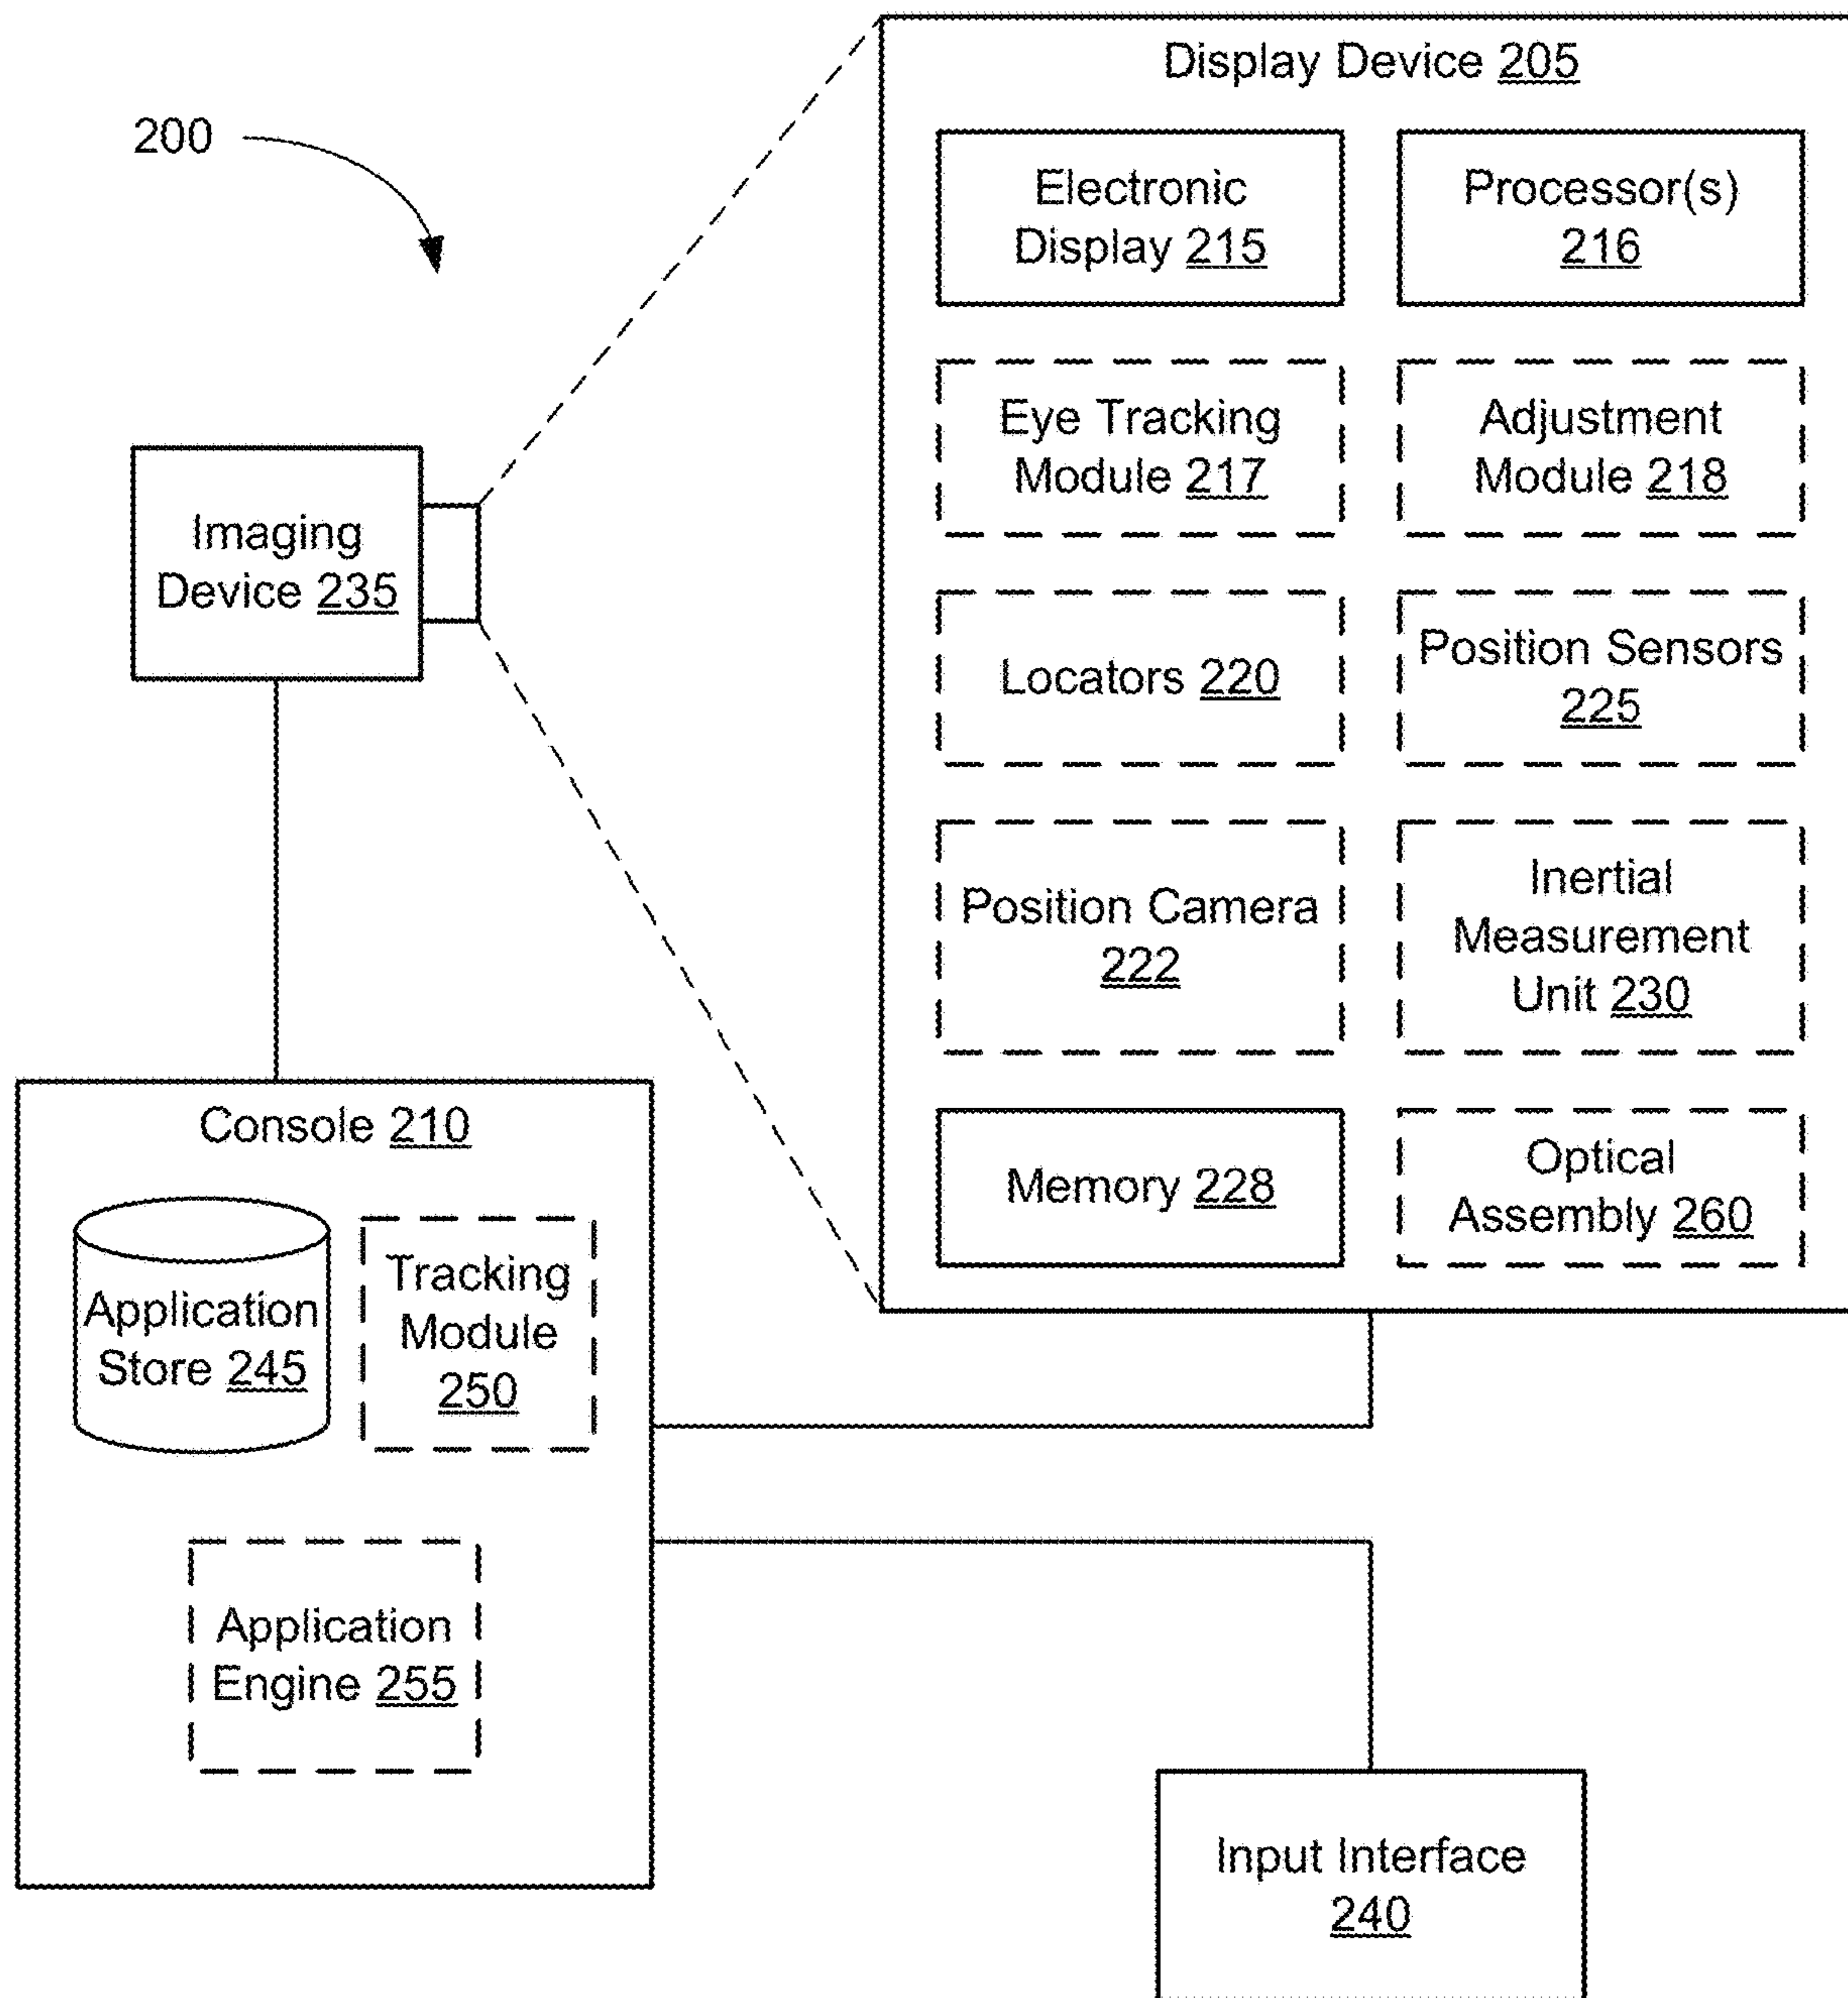 200
Display Device 205
Electronic
Display 215
Processor(s)
216
Eye Tracking
Module 217
Adjustment
Module 218
Imaging
Device 235
Locators 220
Position Sensors
225
Position Camera
222
Inertial
Measurement
Unit 230
Memory 228
Optical
Assembly 260
Console 210
Application
Store 245
Tracking
Module
250
Application
Engine 255
Input Interface
240